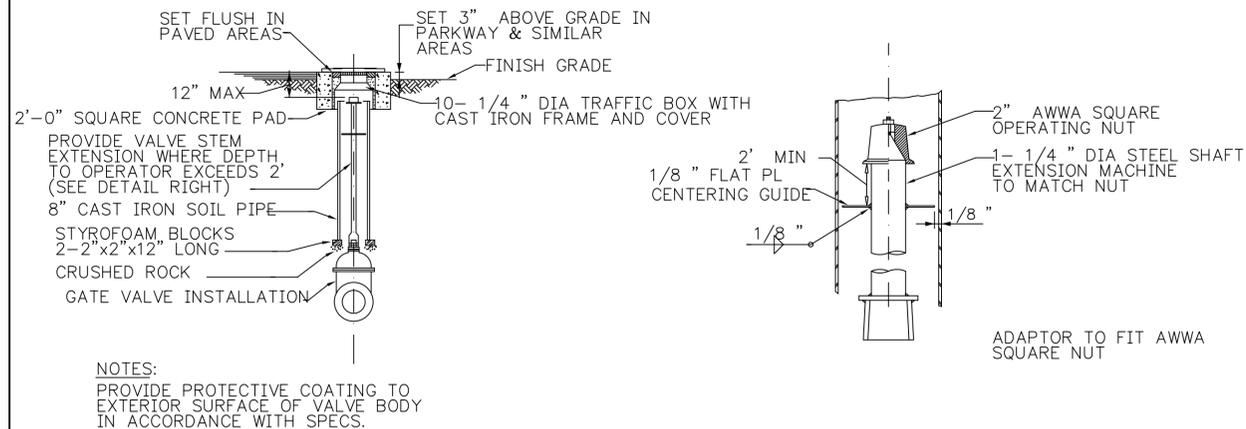 SET FLUSH IN
PAVED AREAS
SET 3" ABOVE GRADE IN
PARKWAY & SIMILAR
AREAS
FINISH GRADE
12" MAX
10- 1/4 " DIA TRAFFIC BOX WITH
CAST IRON FRAME AND COVER
2'-0" SQUARE CONCRETE PAD
PROVIDE VALVE STEM
EXTENSION WHERE DEPTH
TO OPERATOR EXCEEDS 2'
(SEE DETAIL RIGHT)
8" CAST IRON SOIL PIPE
STYROFOAM BLOCKS
2-2"x2"x12" LONG
CRUSHED ROCK
GATE VALVE INSTALLATION
NOTES:
PROVIDE PROTECTIVE COATING TO
EXTERIOR SURFACE OF VALVE BODY
IN ACCORDANCE WITH SPECS.
2" AWWA SQUARE
OPERATING NUT
2' MIN
1- 1/4 " DIA STEEL SHAFT
EXTENSION MACHINE
TO MATCH NUT
1/8 " FLAT PL
CENTERING GUIDE
1/8 "
1/8 "
ADAPTOR TO FIT AWWA
SQUARE NUT